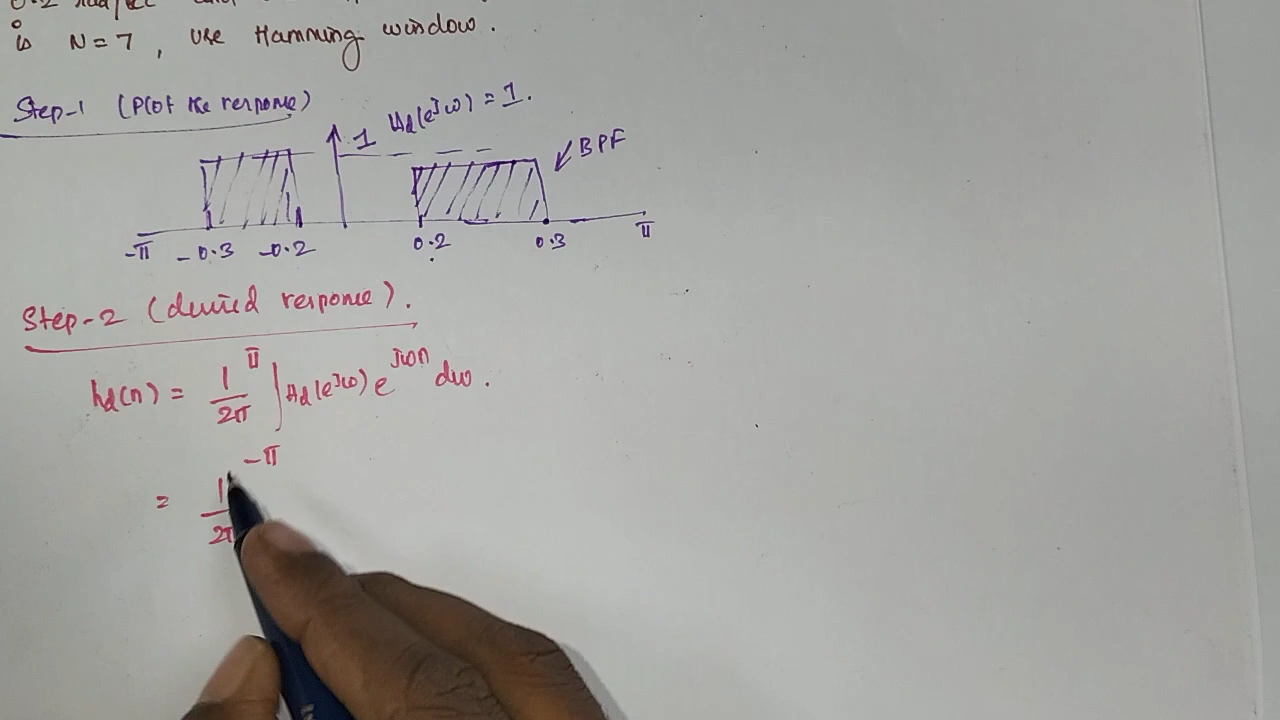 is N=7, use Hamming window.
Step-1 (Plot the response)
1 Hd(e^jω) = 1.
BPF
-π -0.3 -0.2 0.2 0.3 π
Step-2 (desired response).
hd(n) = 1/2π ∫_-π^π Hd(e^jω) e^jωn dω.
= 1/2π